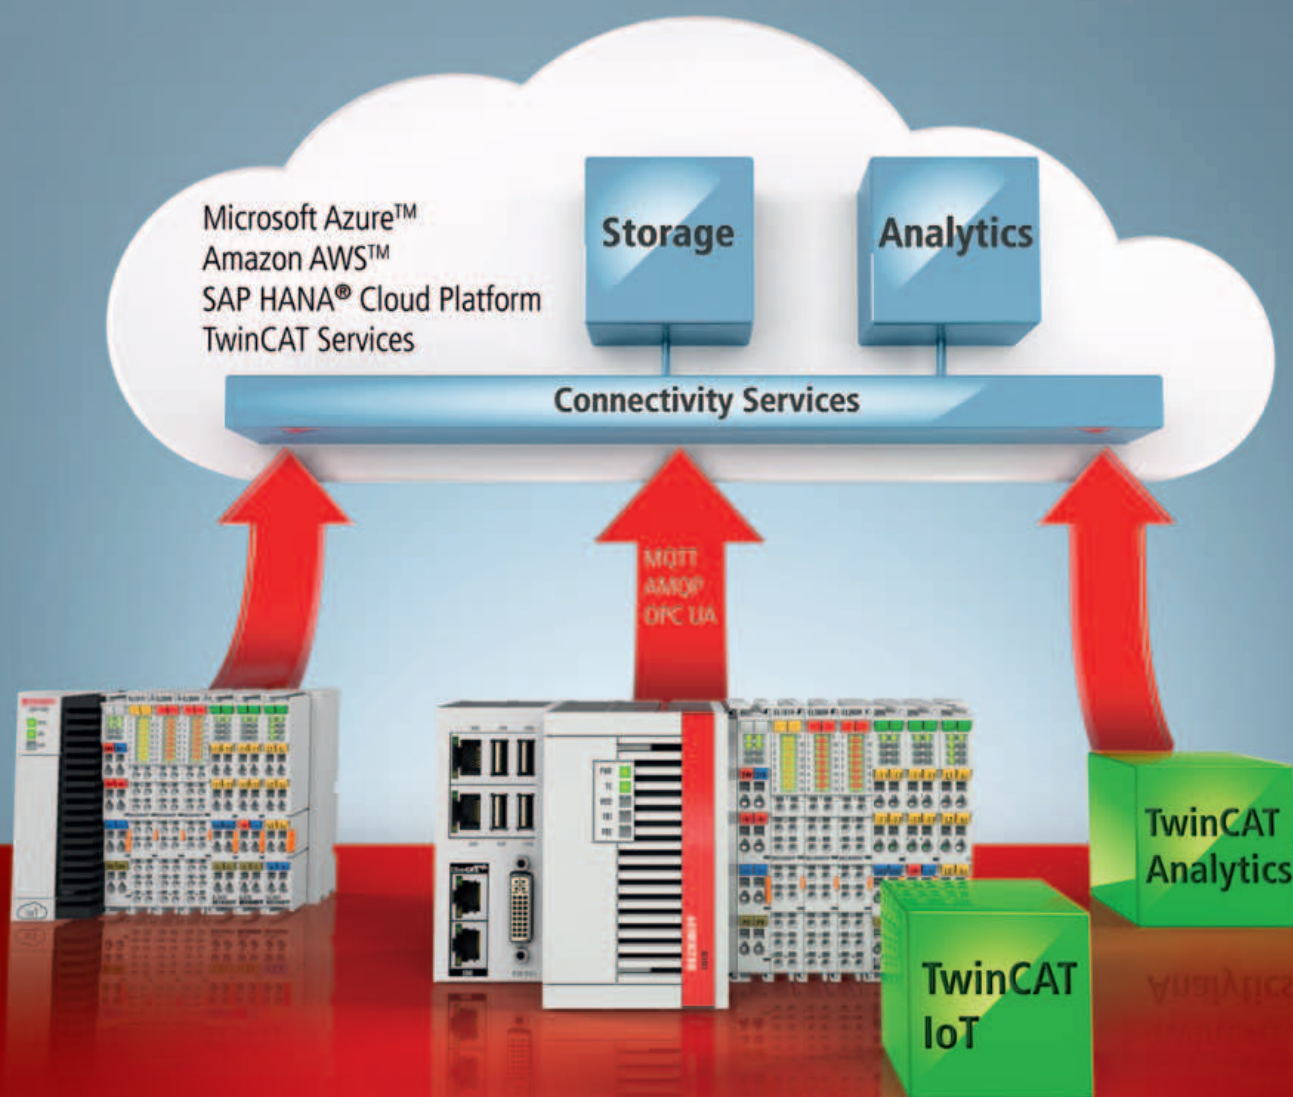 Microsoft Azure™
Amazon AWS™
SAP HANA® Cloud Platform
TwinCAT Services
Storage
Analytics
Connectivity Services
MQTT
AMQP
OPC UA
TwinCAT
Analytics
TwinCAT
IoT